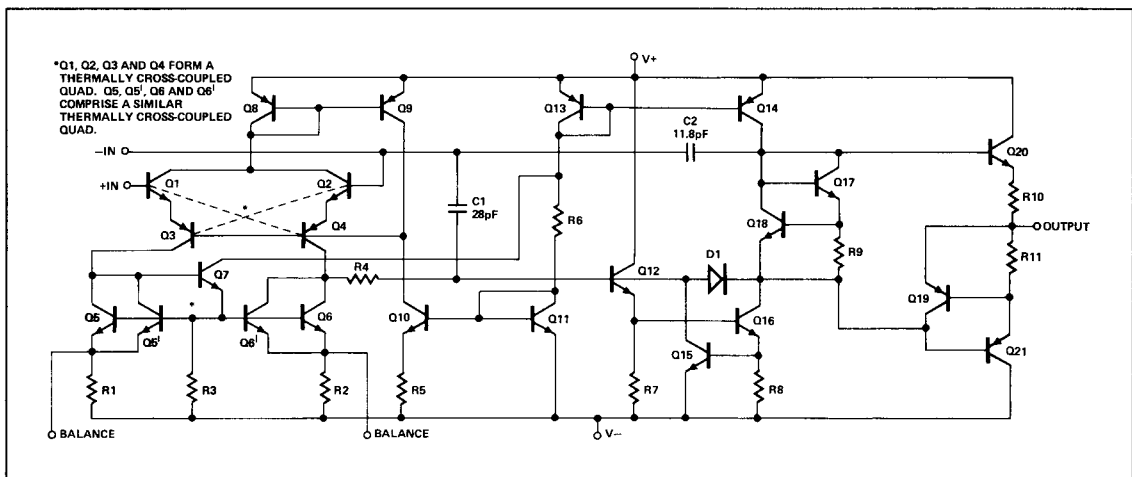 *Q1, Q2, Q3 AND Q4 FORM A
THERMALLY CROSS-COUPLED
QUAD. Q5, Q5', Q6 AND Q6'
COMPRISE A SIMILAR
THERMALLY CROSS-COUPLED
QUAD.
V+
Q8
Q9
Q13
Q14
C2
11.8pF
-IN
+IN
Q1
Q2
*
Q3
Q4
C1
28pF
R6
Q17
Q18
Q20
R10
OUTPUT
R9
R11
Q7
R4
Q12
D1
Q19
Q5
Q5'
*
Q6'
Q6
Q10
Q11
Q16
Q15
Q21
R1
R3
R2
R5
R7
R8
BALANCE
BALANCE
V-